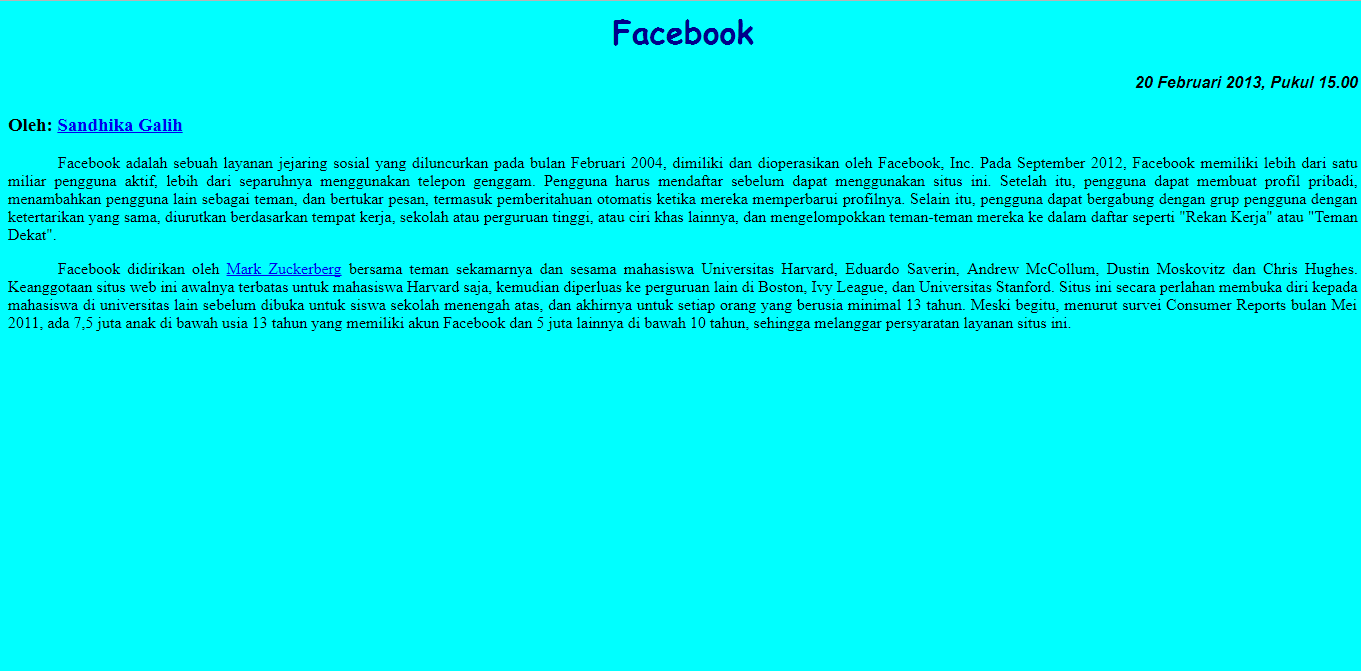 Facebook
20 Februari 2013, Pukul 15.00
Oleh: Sandhika Galih
Facebook adalah sebuah layanan jejaring sosial yang diluncurkan pada bulan Februari 2004, dimiliki dan dioperasikan oleh Facebook, Inc. Pada September 2012, Facebook memiliki lebih dari satu
miliar pengguna aktif, lebih dari separuhnya menggunakan telepon genggam. Pengguna harus mendaftar sebelum dapat menggunakan situs ini. Setelah itu, pengguna dapat membuat profil pribadi,
menambahkan pengguna lain sebagai teman, dan bertukar pesan, termasuk pemberitahuan otomatis ketika mereka memperbarui profilnya. Selain itu, pengguna dapat bergabung dengan grup pengguna dengan
ketertarikan yang sama, diurutkan berdasarkan tempat kerja, sekolah atau perguruan tinggi, atau ciri khas lainnya, dan mengelompokkan teman-teman mereka ke dalam daftar seperti "Rekan Kerja" atau "Teman
Dekat".
Facebook didirikan oleh Mark Zuckerberg bersama teman sekamarnya dan sesama mahasiswa Universitas Harvard, Eduardo Saverin, Andrew McCollum, Dustin Moskovitz dan Chris Hughes.
Keanggotaan situs web ini awalnya terbatas untuk mahasiswa Harvard saja, kemudian diperluas ke perguruan lain di Boston, Ivy League, dan Universitas Stanford. Situs ini secara perlahan membuka diri kepada
mahasiswa di universitas lain sebelum dibuka untuk siswa sekolah menengah atas, dan akhirnya untuk setiap orang yang berusia minimal 13 tahun. Meski begitu, menurut survei Consumer Reports bulan Mei
2011, ada 7,5 juta anak di bawah usia 13 tahun yang memiliki akun Facebook dan 5 juta lainnya di bawah 10 tahun, sehingga melanggar persyaratan layanan situs ini.